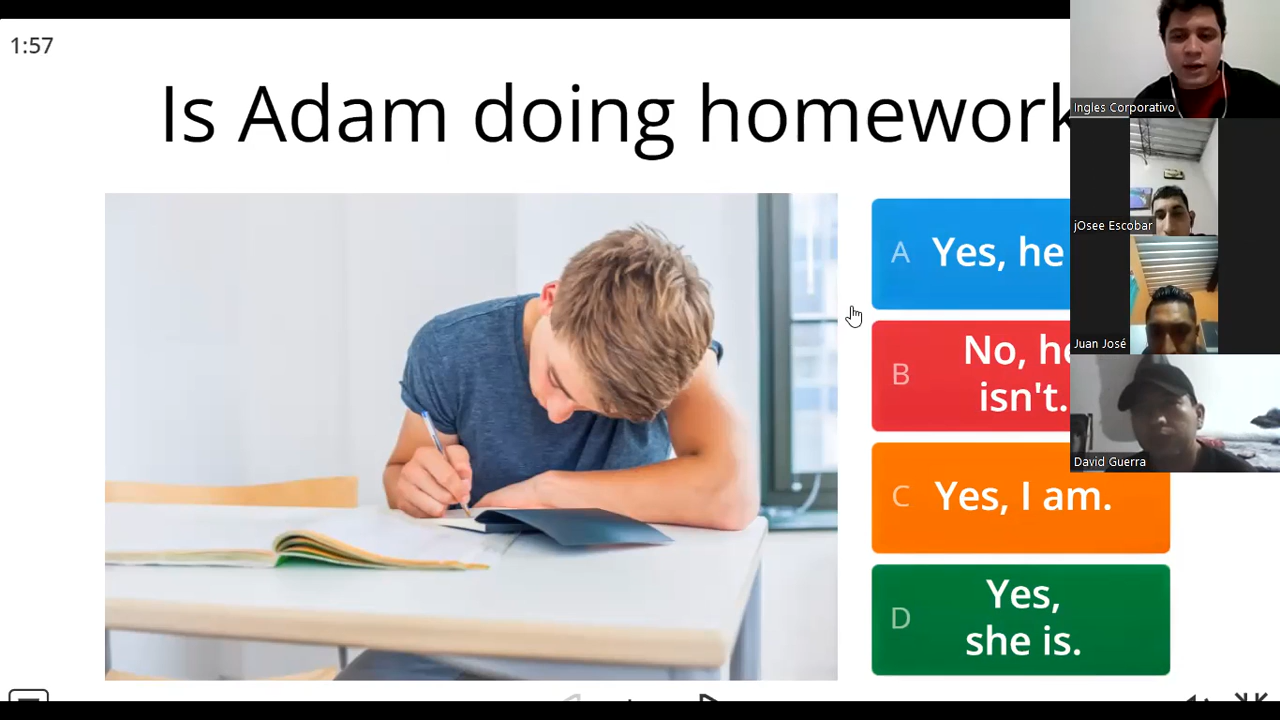 1:57
Is Adam doing homework
A Yes, he
B No, he
isn't.
C Yes, I am.
D Yes,
she is.
Ingles Corporativo
jOsee Escobar
Juan José
David Guerra